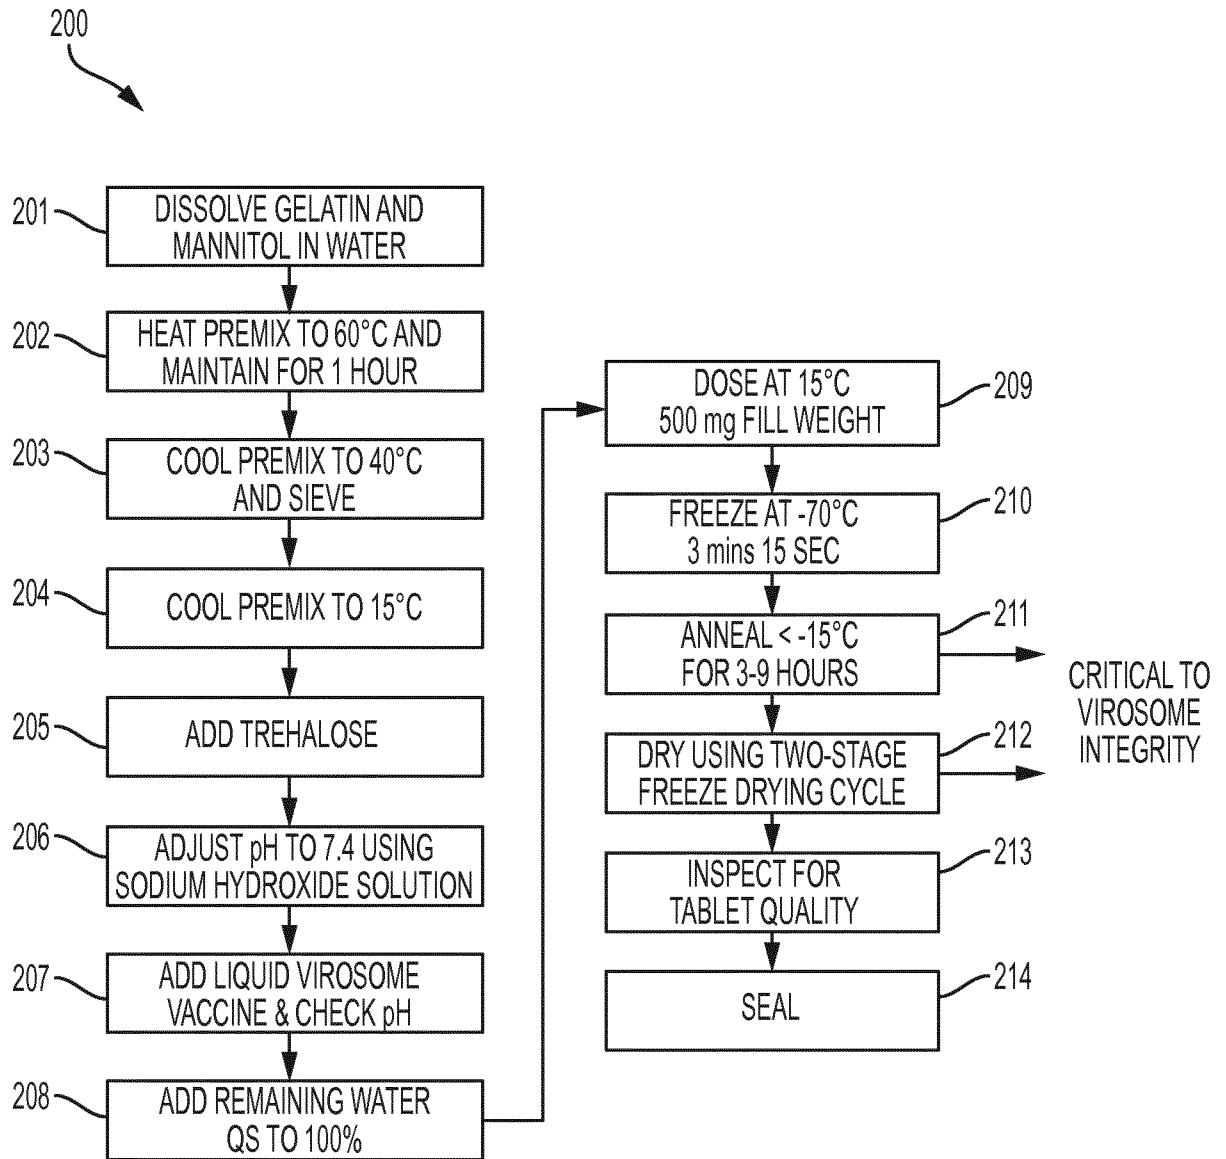 200
201
DISSOLVE GELATIN AND
MANNITOL IN WATER
202
HEAT PREMIX TO 60°C AND
MAINTAIN FOR 1 HOUR
203
COOL PREMIX TO 40°C
AND SIEVE
204
COOL PREMIX TO 15°C
205
ADD TREHALOSE
206
ADJUST pH TO 7.4 USING
SODIUM HYDROXIDE SOLUTION
207
ADD LIQUID VIROSOME
VACCINE & CHECK pH
208
ADD REMAINING WATER
QS TO 100%
DOSE AT 15°C
500 mg FILL WEIGHT
209
FREEZE AT -70°C
3 mins 15 SEC
210
ANNEAL < -15°C
FOR 3-9 HOURS
211
DRY USING TWO-STAGE
FREEZE DRYING CYCLE
212
CRITICAL TO
VIROSOME
INTEGRITY
INSPECT FOR
TABLET QUALITY
213
SEAL
214